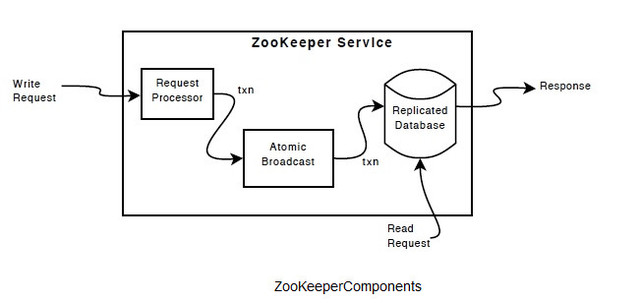 ZooKeeper Service
Write
Request
Request
Processor
txn
Atomic
Broadcast
txn
Replicated
Database
Response
Read
Request
ZooKeeperComponents